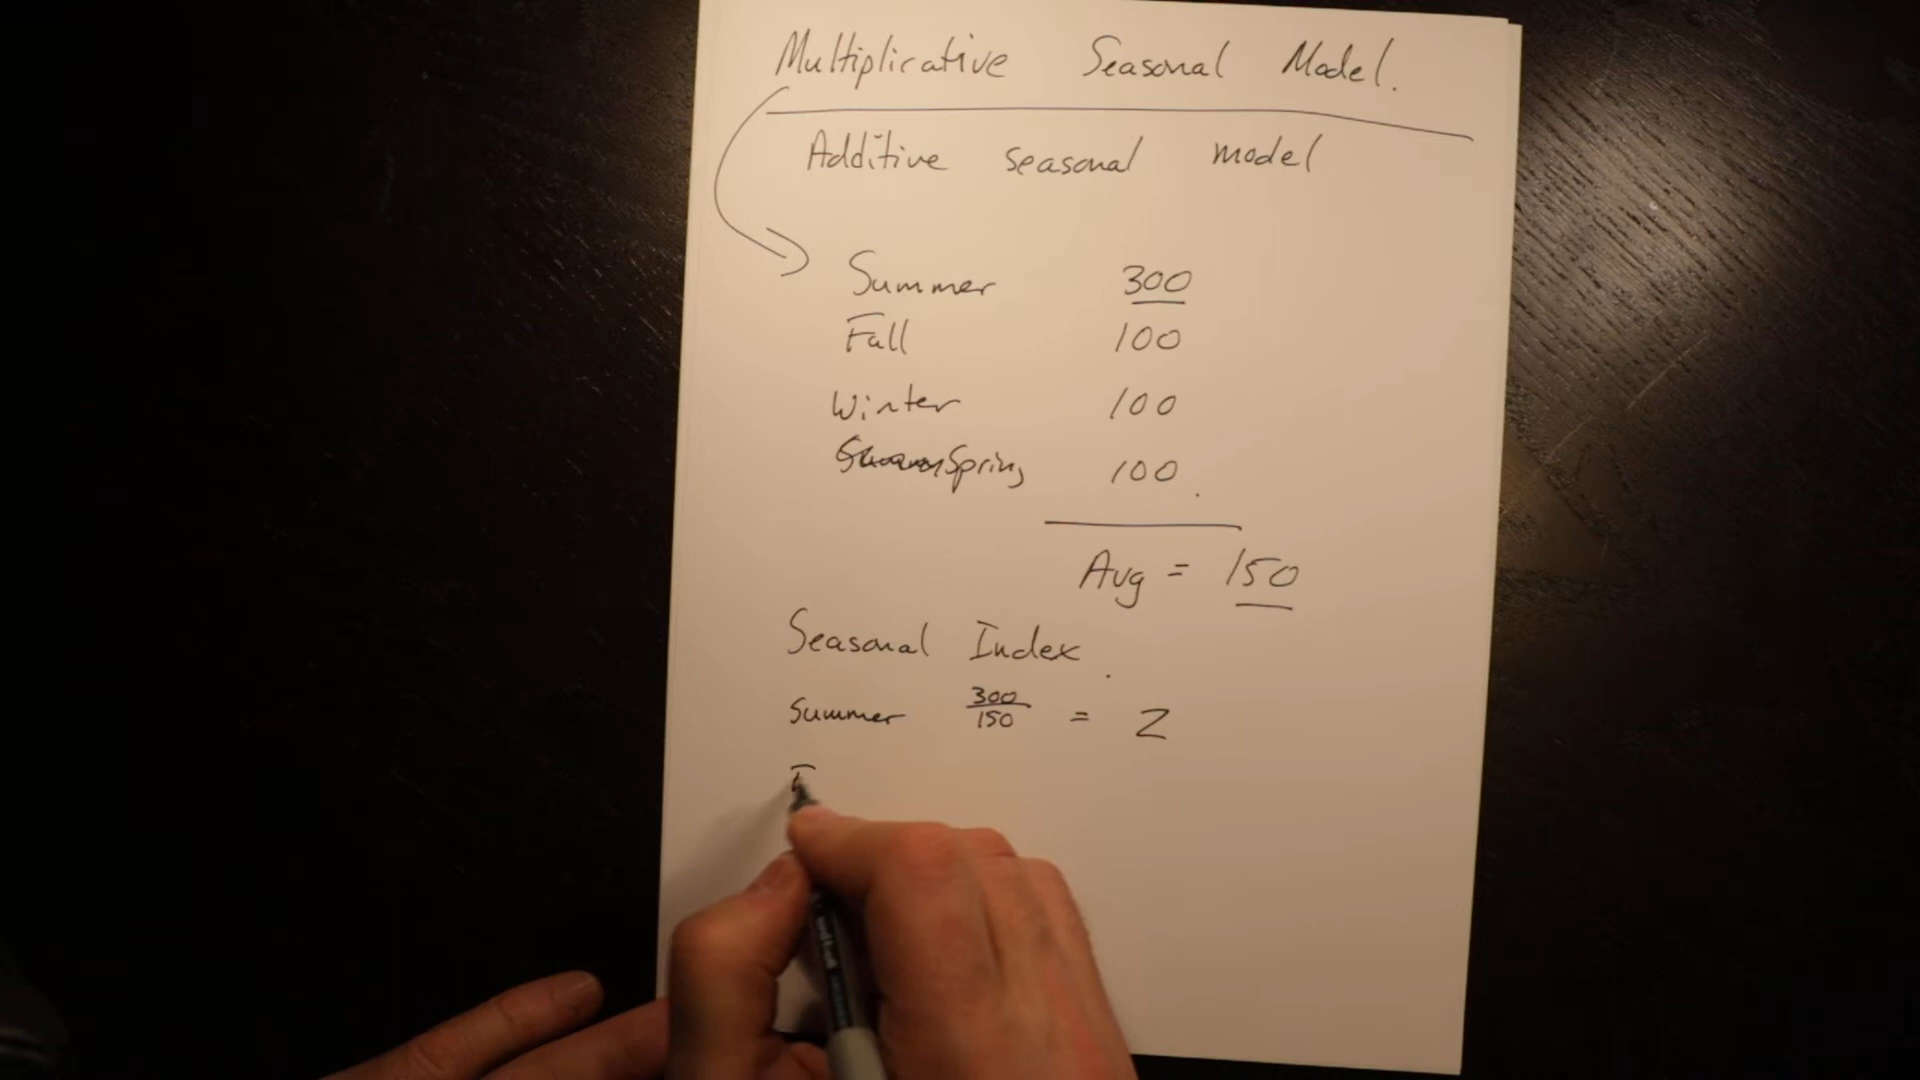 Multiplicative Seasonal Model.
Additive seasonal model
Summer 300
Fall 100
Winter 100
Spring 100
Avg = 150
Seasonal Index
Summer 300/150 = 2
F